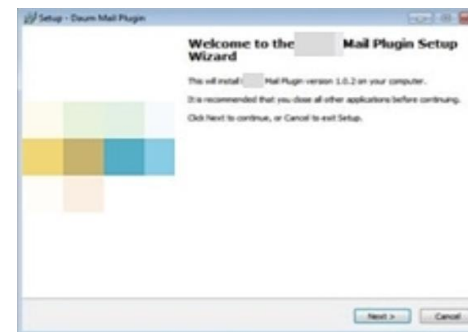 Setup - Daum Mail Plugin
Welcome to the Mail Plugin Setup
Wizard
This will install Mail Plugin version 1.0.2 on your computer.
It is recommended that you close all other applications before continuing.
Click Next to continue, or Cancel to exit Setup.
Next > Cancel